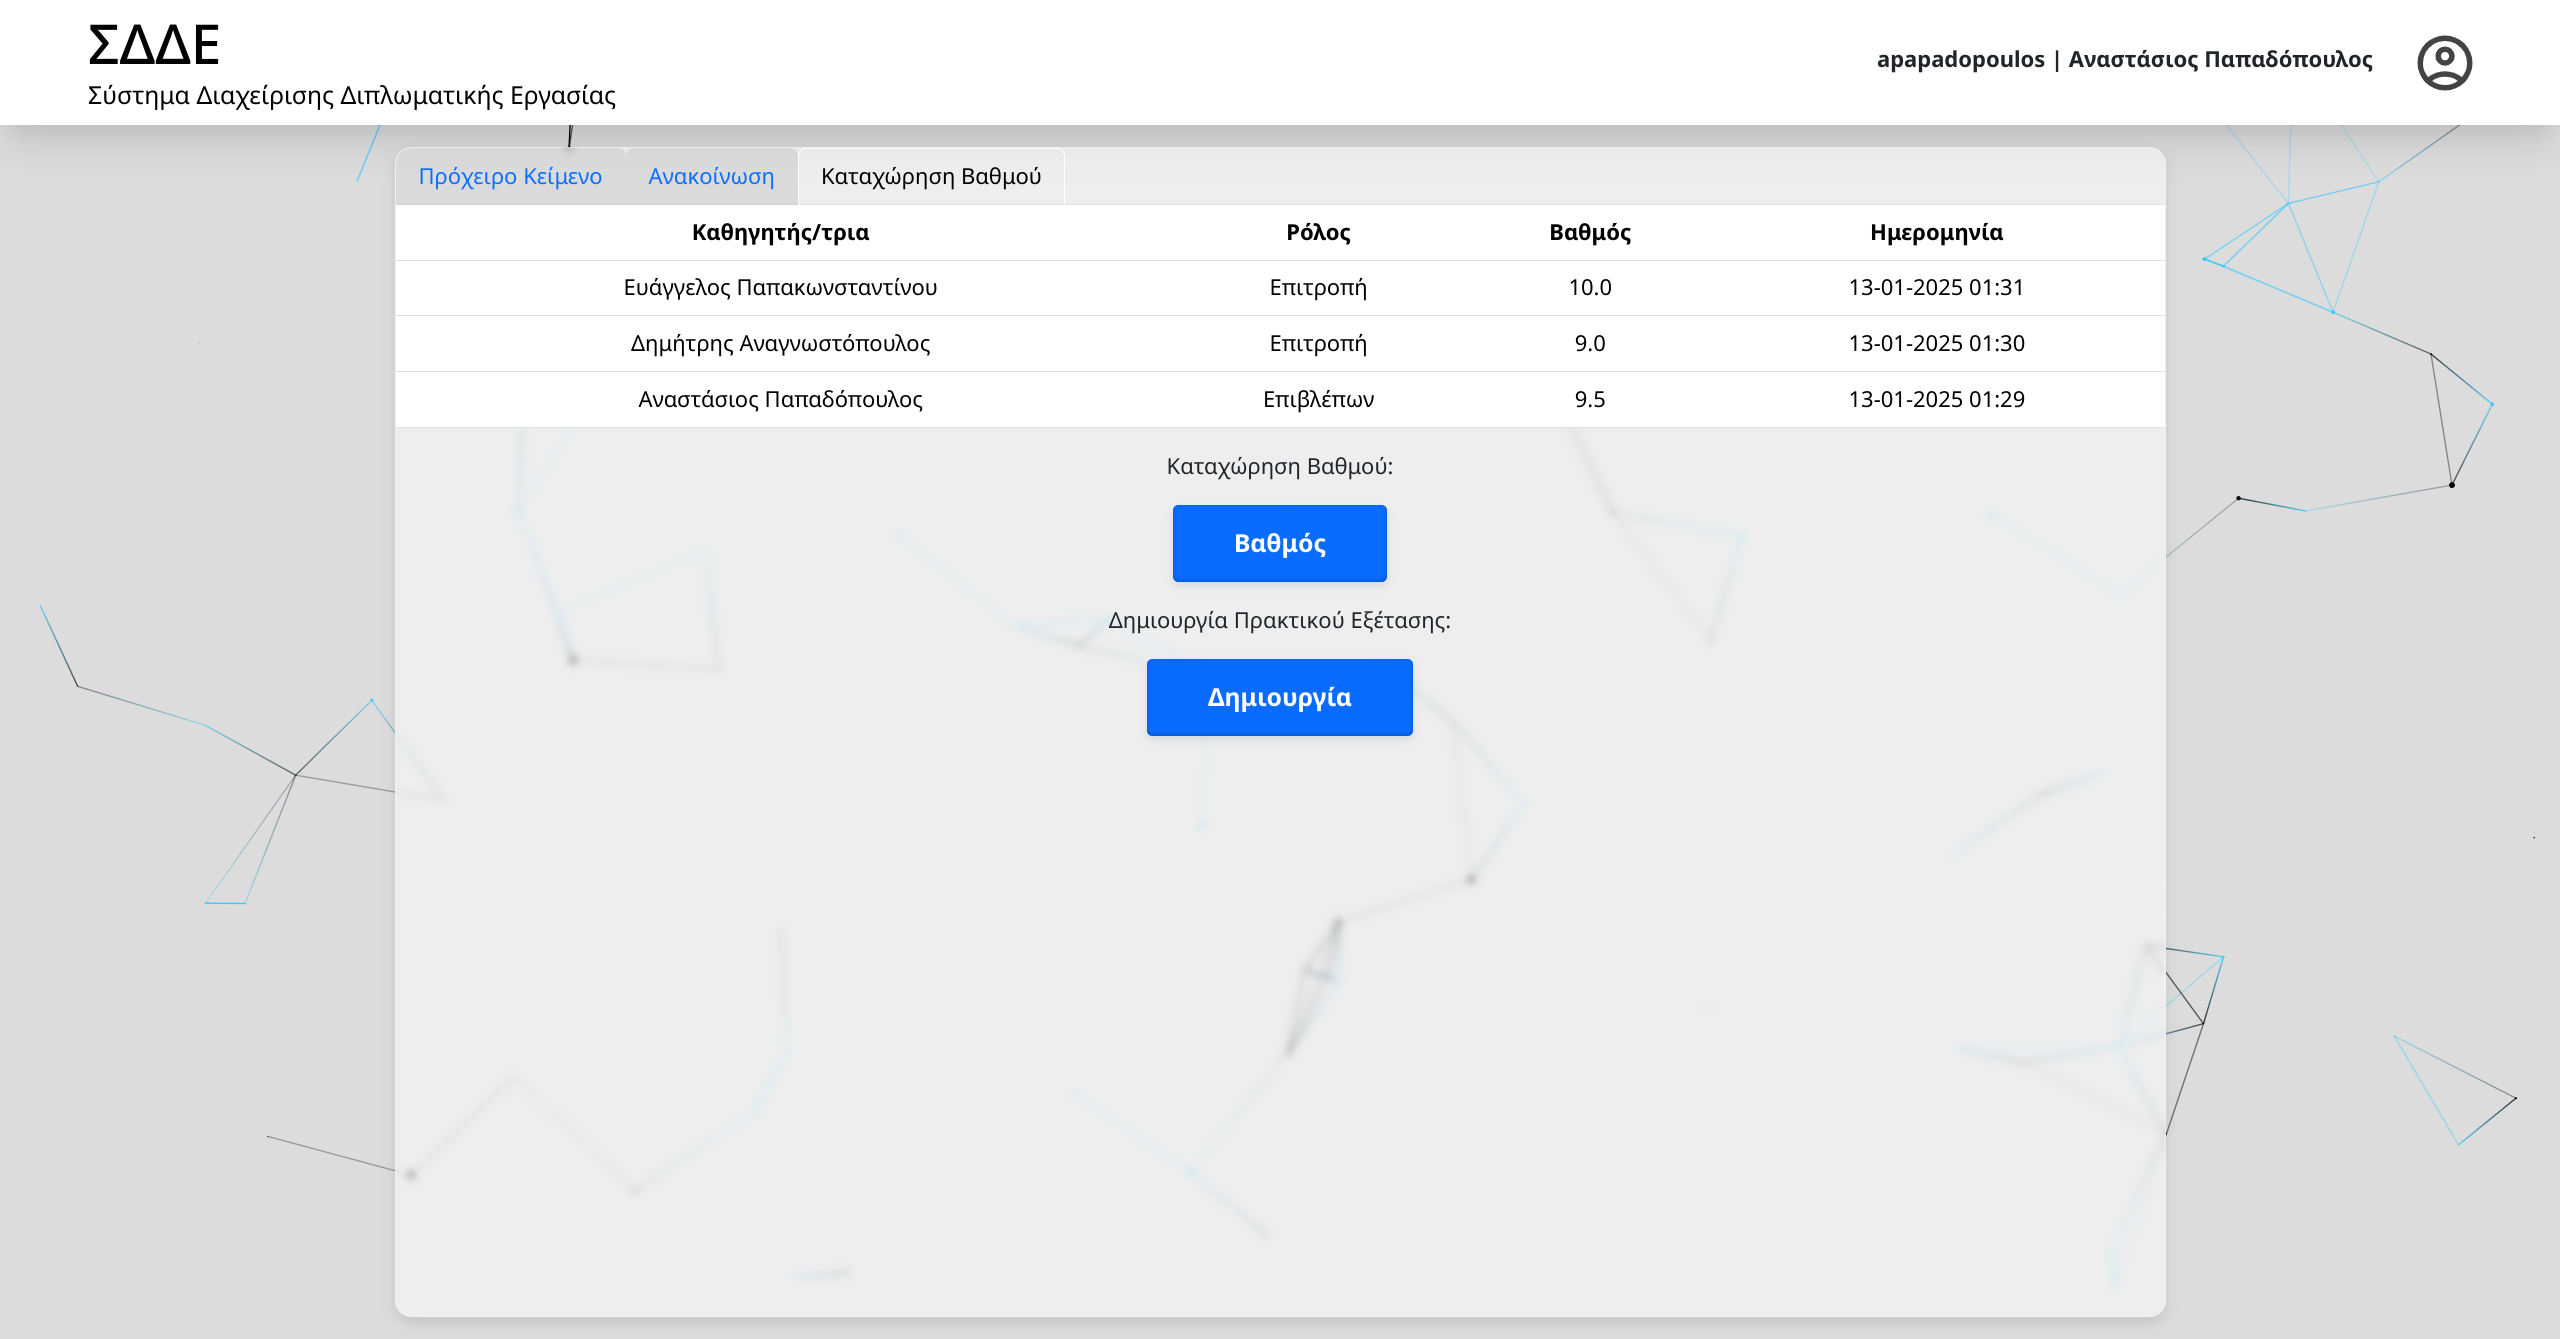 ΣΔΔΕ
Σύστημα Διαχείρισης Διπλωματικής Εργασίας
apapadopoulos | Αναστάσιος Παπαδόπουλος
Πρόχειρο Κείμενο Ανακοίνωση Καταχώρηση Βαθμού
Καθηγητής/τρια Ρόλος Βαθμός Ημερομηνία
Ευάγγελος Παπακωνσταντίνου Επιτροπή 10.0 13-01-2025 01:31
Δημήτρης Αναγνωστόπουλος Επιτροπή 9.0 13-01-2025 01:30
Αναστάσιος Παπαδόπουλος Επιβλέπων 9.5 13-01-2025 01:29
Καταχώρηση Βαθμού:
Βαθμός
Δημιουργία Πρακτικού Εξέτασης:
Δημιουργία